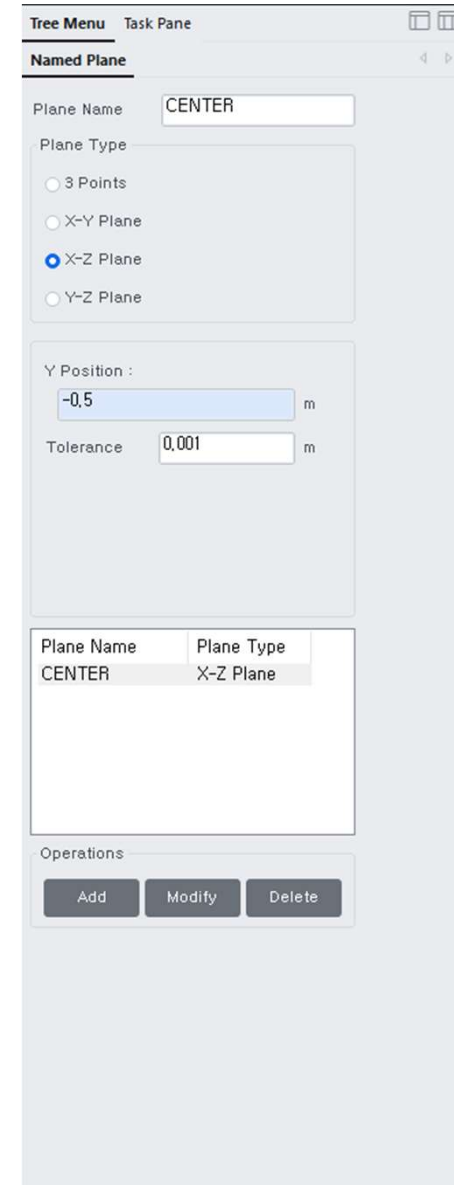 Tree Menu Task Pane
Named Plane
Plane Name CENTER
Plane Type
3 Points
X-Y Plane
X-Z Plane
Y-Z Plane
Y Position :
-0,5 m
Tolerance 0,001 m
Plane Name Plane Type
CENTER X-Z Plane
Operations
Add Modify Delete